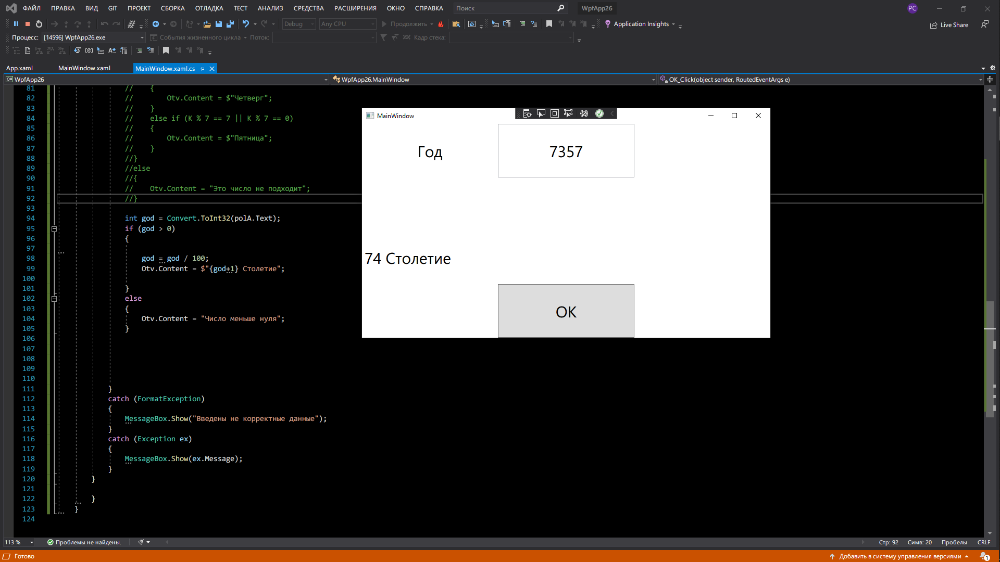 ФАЙЛ ПРАВКА ВИД GIT ПРОЕКТ СБОРКА ОТЛАДКА ТЕСТ АНАЛИЗ СРЕДСТВА РАСШИРЕНИЯ ОКНО СПРАВКА Поиск WpfApp26 PC
Debug Any CPU Продолжить Application Insights Live Share
Процесс: [14596] WpfApp26.exe События жизненного цикла Поток: Кадр стека:
App.xaml MainWindow.xaml MainWindow.xaml.cs
C# WpfApp26 WpfApp26.MainWindow OK_Click(object sender, RoutedEventArgs e)
81 // {
82 // Otv.Content = $"Четверг";
83 // }
84 // else if (K % 7 == 7 || K % 7 == 0)
85 // {
86 // Otv.Content = $"Пятница";
87 // }
88 //}
89 //else
90 //{
91 // Otv.Content = "Это число не подходит";
92 //}
93
94 int god = Convert.ToInt32(polA.Text);
95 if (god > 0)
96 {
97
98 god = god / 100;
99 Otv.Content = $"{god+1} Столетие";
100
101 }
102 else
103 {
104 Otv.Content = "Число меньше нуля";
105 }
106
107
108
109
110
111 }
112 catch (FormatException)
113 {
114 MessageBox.Show("Введены не корректные данные");
115 }
116 catch (Exception ex)
117 {
118 MessageBox.Show(ex.Message);
119 }
120 }
121
122 }
123 }
124
MainWindow
Год 7357
74 Столетие
OK
113 % Проблемы не найдены. Стр: 92 Симв: 20 Пробелы CRLF
Готово Добавить в систему управления версиями 1